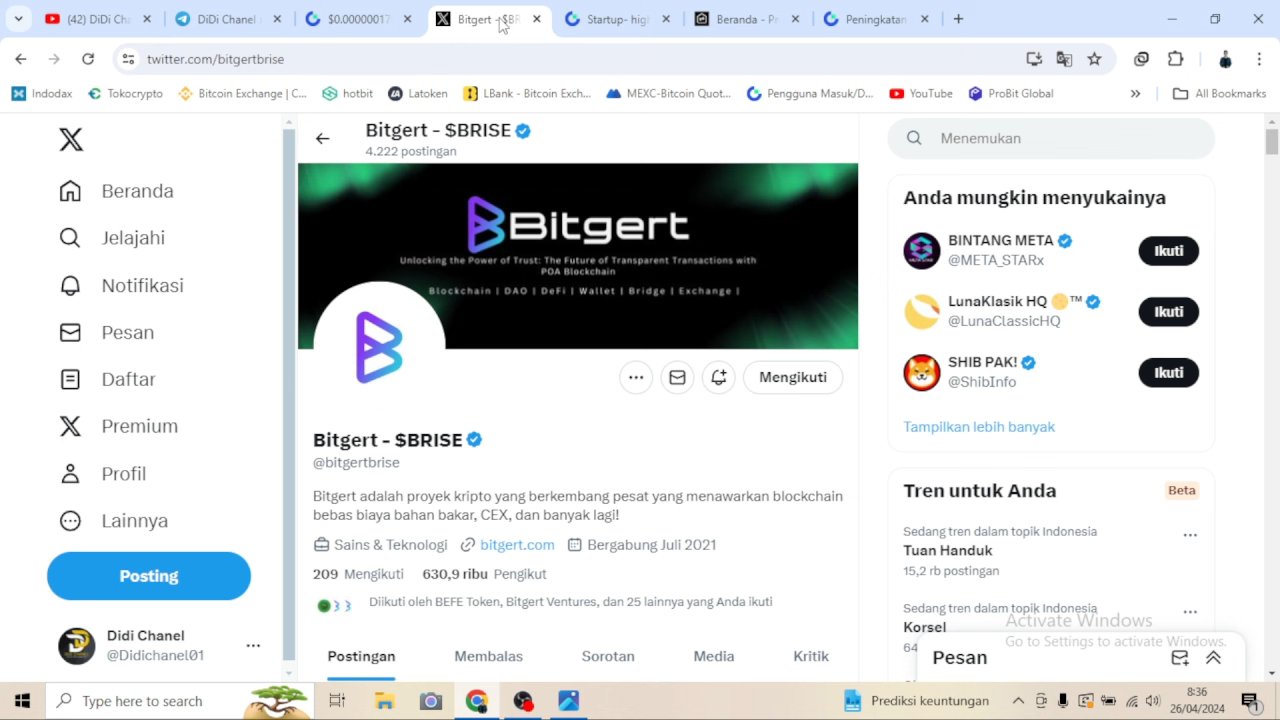 (42) DiDi Cha
DiDi Chanel
$0.00000017
Bitgert - $BR
Startup- high
Beranda - P
Peningkatan
twitter.com/bitgertbrise
Indodax
Tokocrypto
Bitcoin Exchange | C...
hotbit
Latoken
LBank - Bitcoin Exch...
MEXC-Bitcoin Quot...
Pengguna Masuk/D...
YouTube
ProBit Global
All Bookmarks
Beranda
Jelajahi
Notifikasi
Pesan
Daftar
Premium
Profil
Lainnya
Posting
Didi Chanel
@Didichanel01
Bitgert - $BRISE
4.222 postingan
Bitgert
Unlocking the Power of Trust: The Future of Transparent Transactions with
POA Blockchain
Blockchain | DAO | DeFi | Wallet | Bridge | Exchange |
Mengikuti
Bitgert - $BRISE
@bitgertbrise
Bitgert adalah proyek kripto yang berkembang pesat yang menawarkan blockchain
bebas biaya bahan bakar, CEX, dan banyak lagi!
Sains & Teknologi bitgert.com Bergabung Juli 2021
209 Mengikuti 630,9 ribu Pengikut
Diikuti oleh BEFE Token, Bitgert Ventures, dan 25 lainnya yang Anda ikuti
Postingan Membalas Sorotan Media Kritik
Menemukan
Anda mungkin menyukainya
BINTANG META
@META_STARx
Ikuti
LunaKlasik HQ ™
@LunaClassicHQ
Ikuti
SHIB PAK!
@ShibInfo
Ikuti
Tampilkan lebih banyak
Tren untuk Anda
Beta
Sedang tren dalam topik Indonesia
Tuan Handuk
15,2 rb postingan
Sedang tren dalam topik Indonesia
Korsel
64
Activate Windows
Go to Settings to activate Windows.
Pesan
Type here to search
Prediksi keuntungan
8:36
26/04/2024